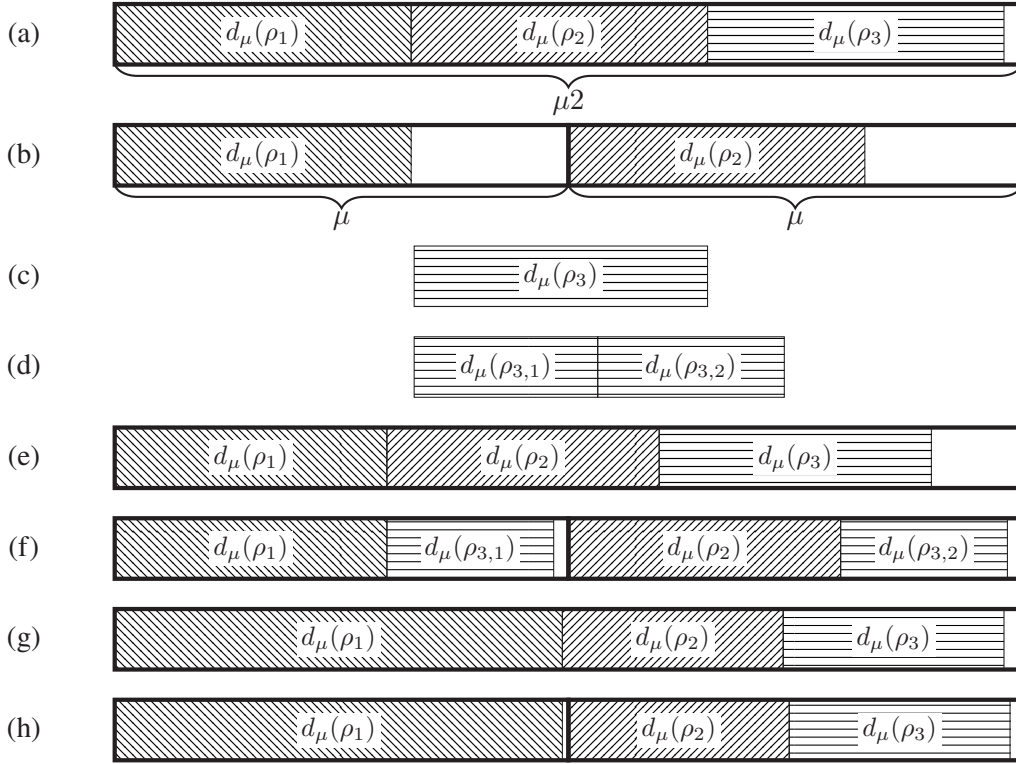 (a) dμ(ρ1) dμ(ρ2) dμ(ρ3)
μ2
(b) dμ(ρ1) dμ(ρ2)
μ μ
(c) dμ(ρ3)
(d) dμ(ρ3,1) dμ(ρ3,2)
(e) dμ(ρ1) dμ(ρ2) dμ(ρ3)
(f) dμ(ρ1) dμ(ρ3,1) dμ(ρ2) dμ(ρ3,2)
(g) dμ(ρ1) dμ(ρ2) dμ(ρ3)
(h) dμ(ρ1) dμ(ρ2) dμ(ρ3)